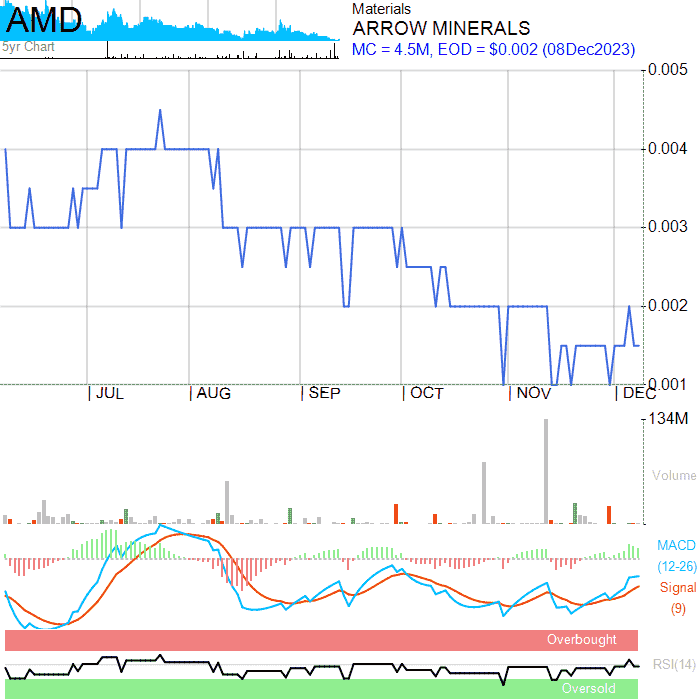 AMD
5yr Chart
Materials
ARROW MINERALS
MC = 4.5M, EOD = $0.002 (08Dec2023)
0.005
0.004
0.003
0.002
0.001
JUL AUG SEP OCT NOV DEC
134M
Volume
MACD
(12-26)
Signal
(9)
Overbought
RSI(14)
Oversold